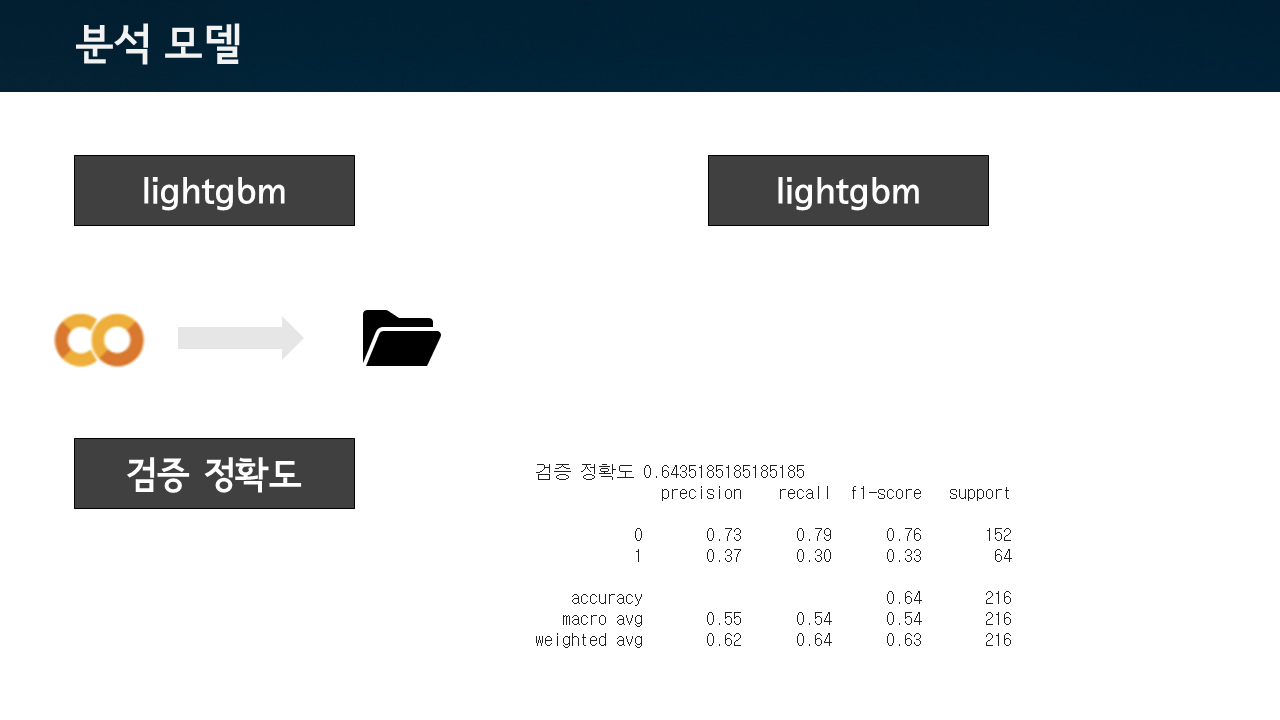 분석 모델
lightgbm
lightgbm
검증 정확도
검증 정확도 0.6435185185185185
precision recall f1-score support
0 0.73 0.79 0.76 152
1 0.37 0.30 0.33 64
accuracy 0.64 216
macro avg 0.55 0.54 0.54 216
weighted avg 0.62 0.64 0.63 216